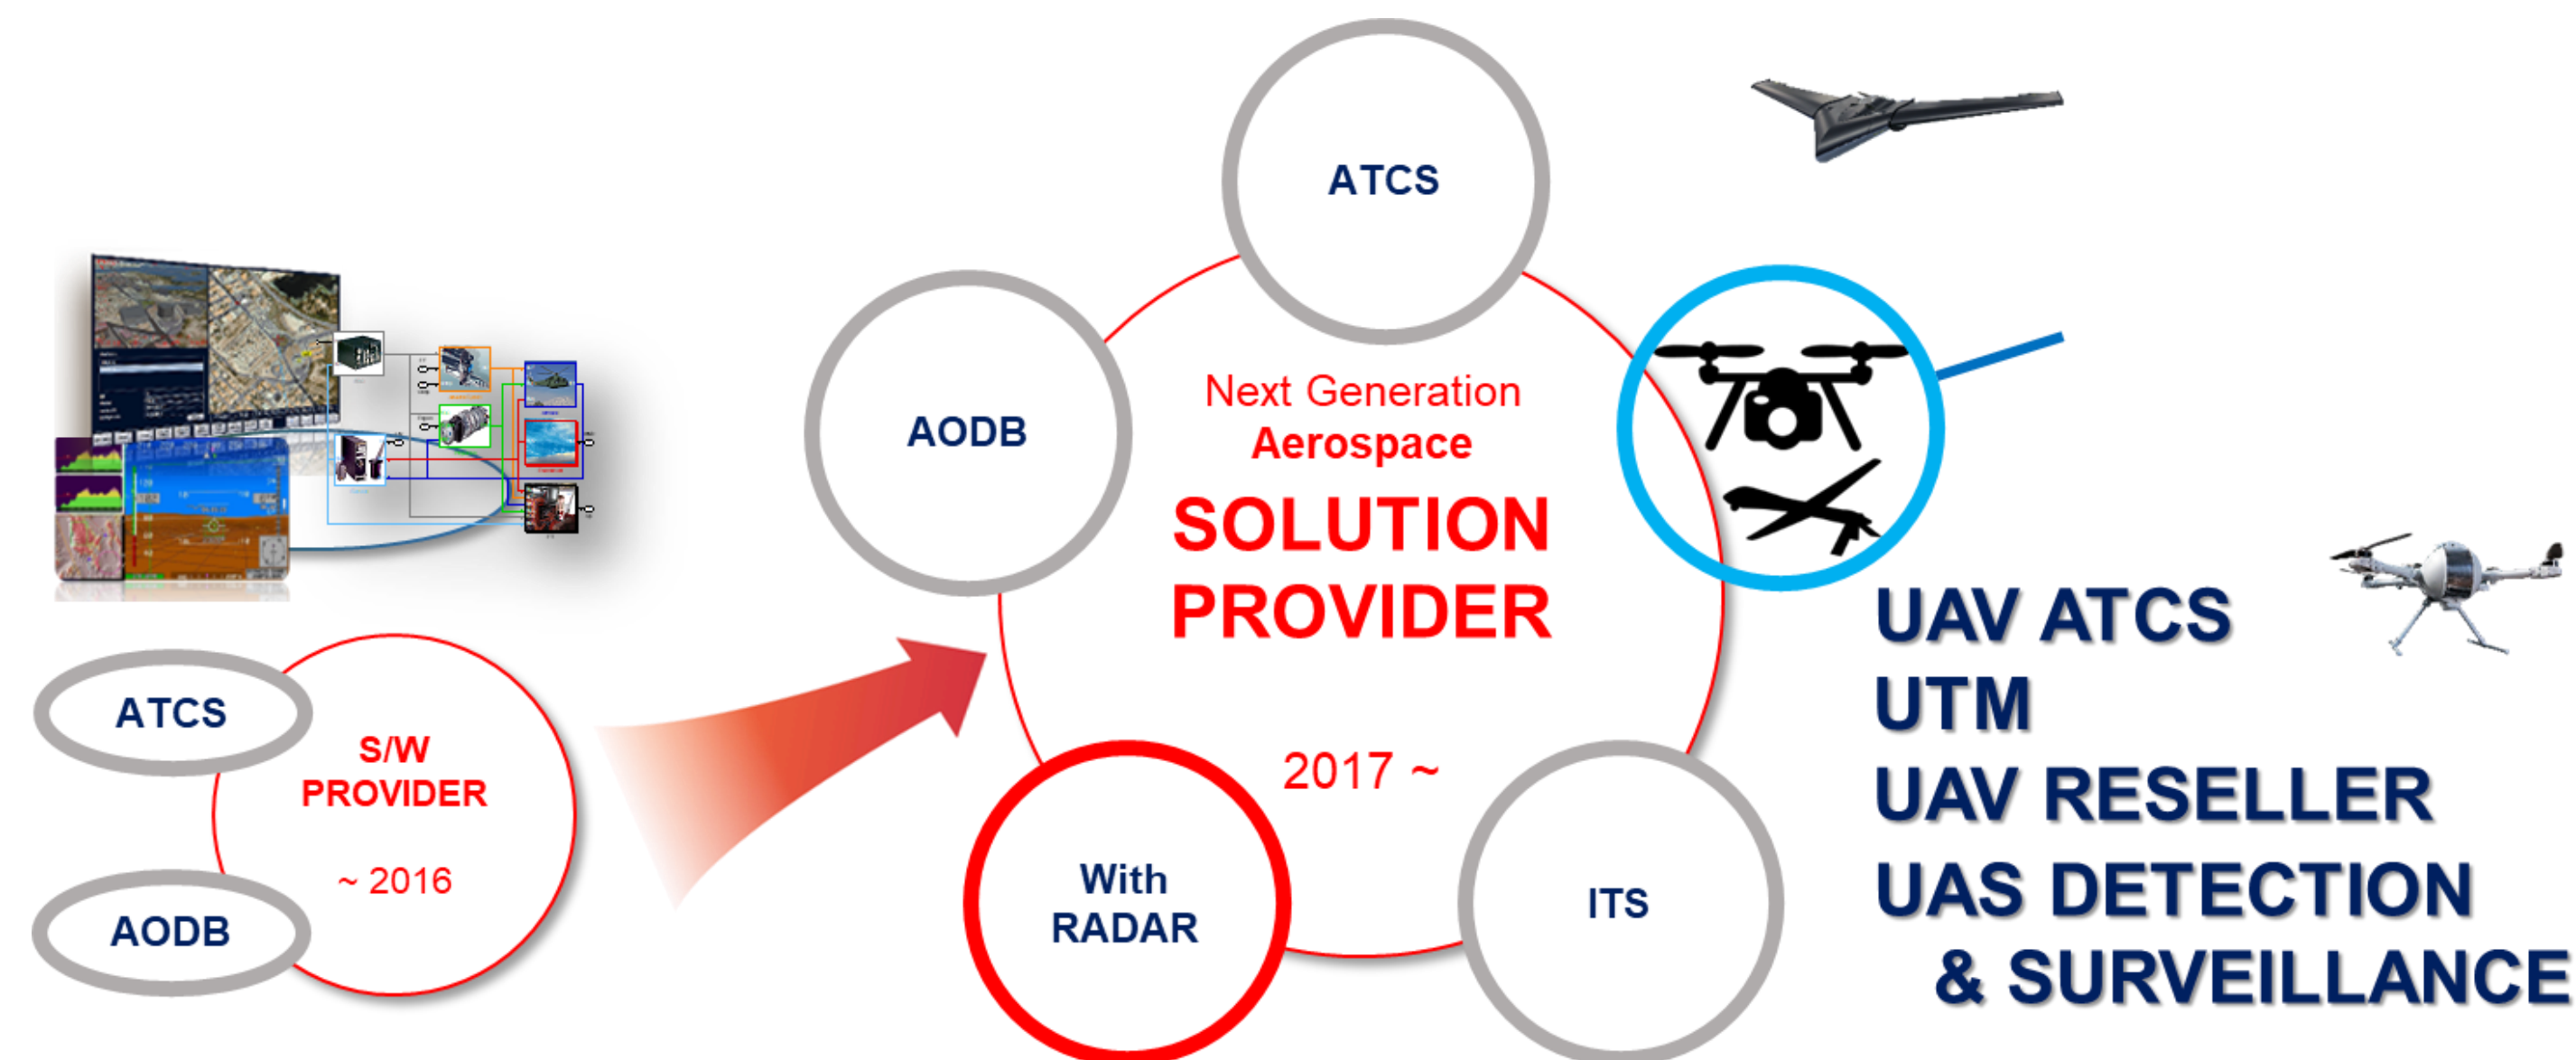 ATCS
AODB
S/W
PROVIDER
~ 2016
ATCS
AODB
Next Generation
Aerospace
SOLUTION
PROVIDER
2017 ~
With
RADAR
ITS
UAV ATCS
UTM
UAV RESELLER
UAS DETECTION
& SURVEILLANCE